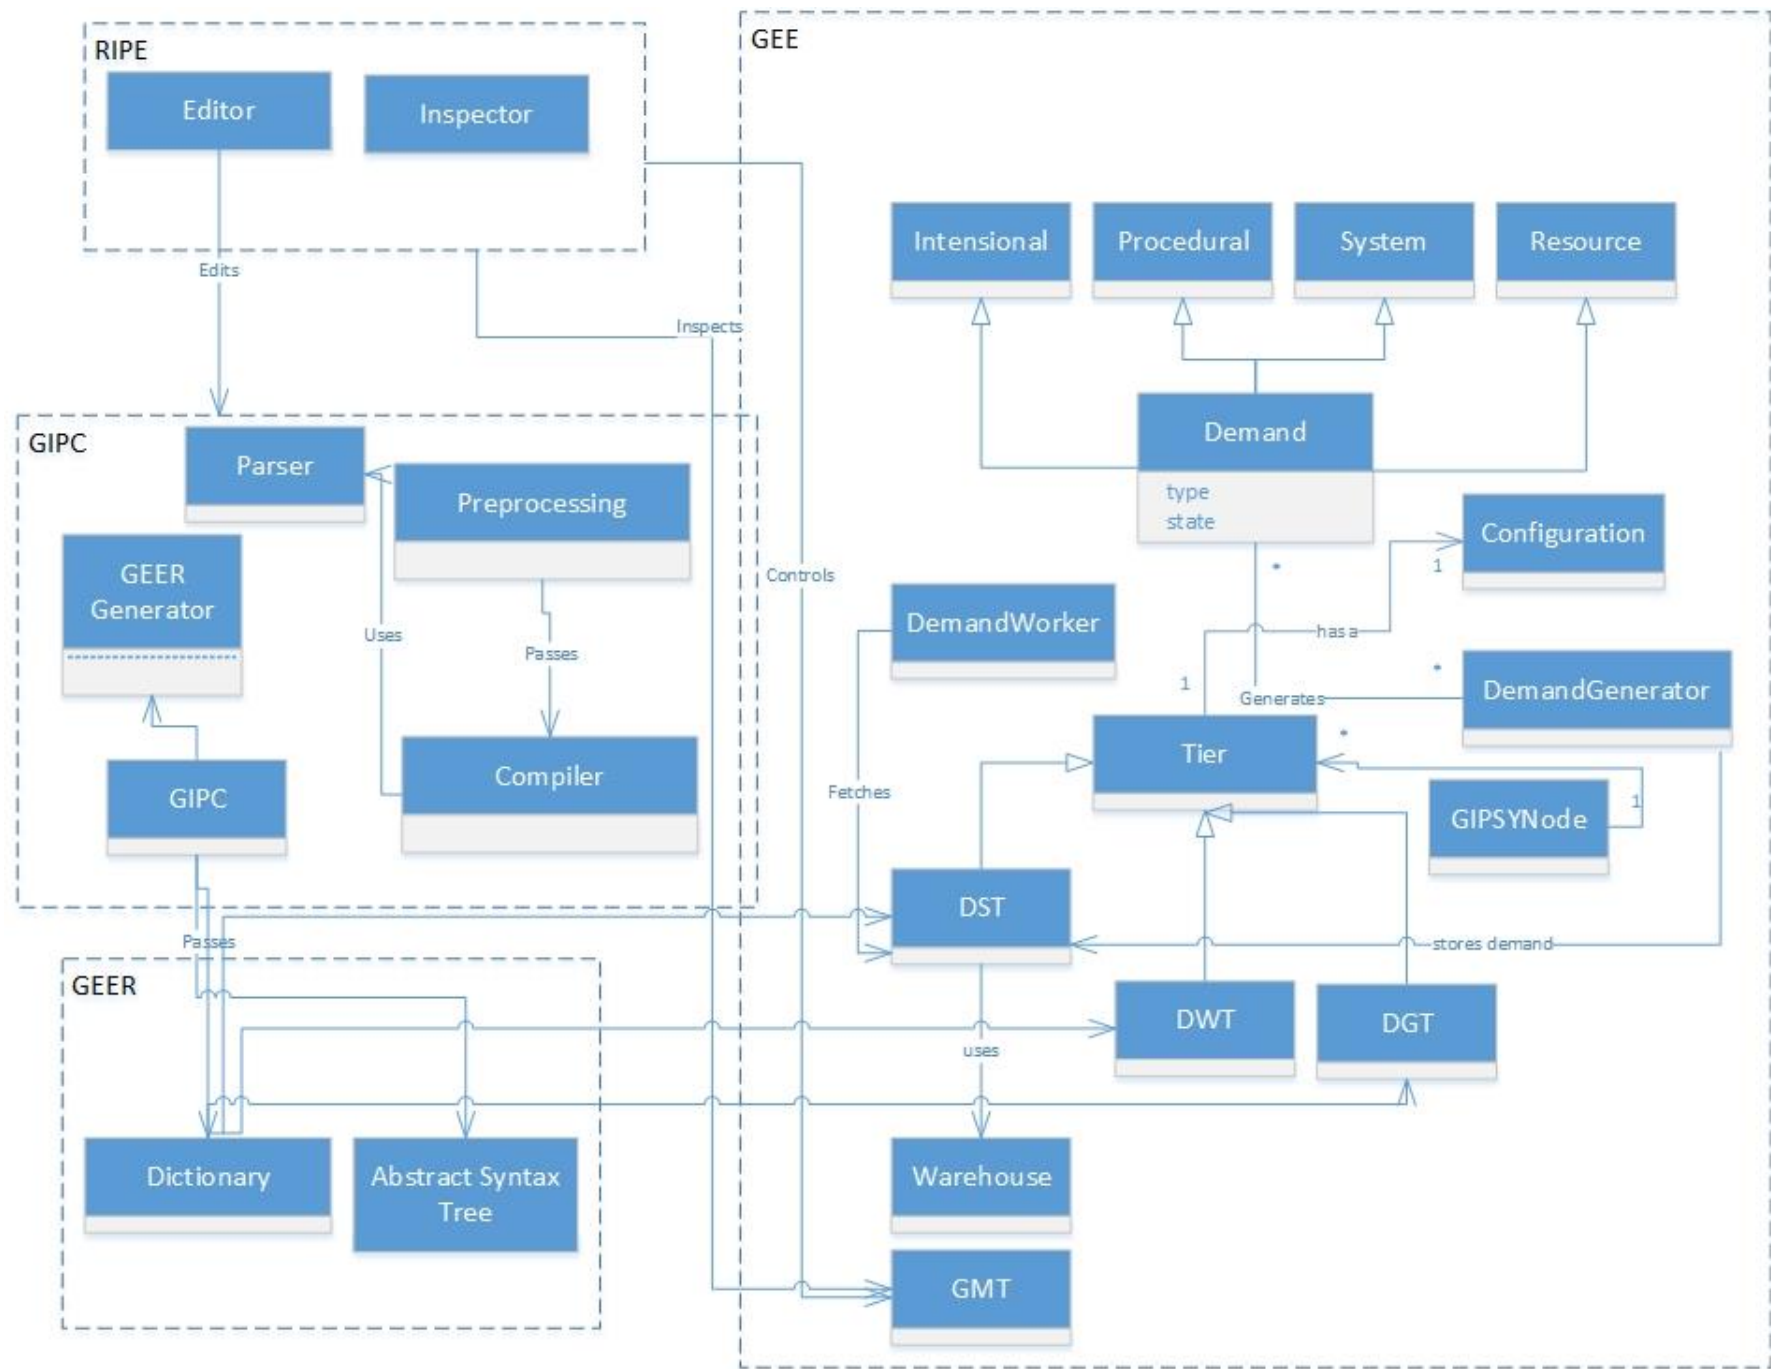 RIPE
Editor
Inspector
Edits
Inspects
GIPC
Parser
Preprocessing
GEER
Generator
Uses
Passes
GIPC
Compiler
Passes
GEER
Dictionary
Abstract Syntax
Tree
GEE
Intensional
Procedural
System
Resource
Demand
type
state
*
1
Configuration
Controls
DemandWorker
has a
1
Generates
*
DemandGenerator
Tier
*
Fetches
1
GIPSYNode
DST
stores demand
DWT
DGT
uses
Warehouse
GMT